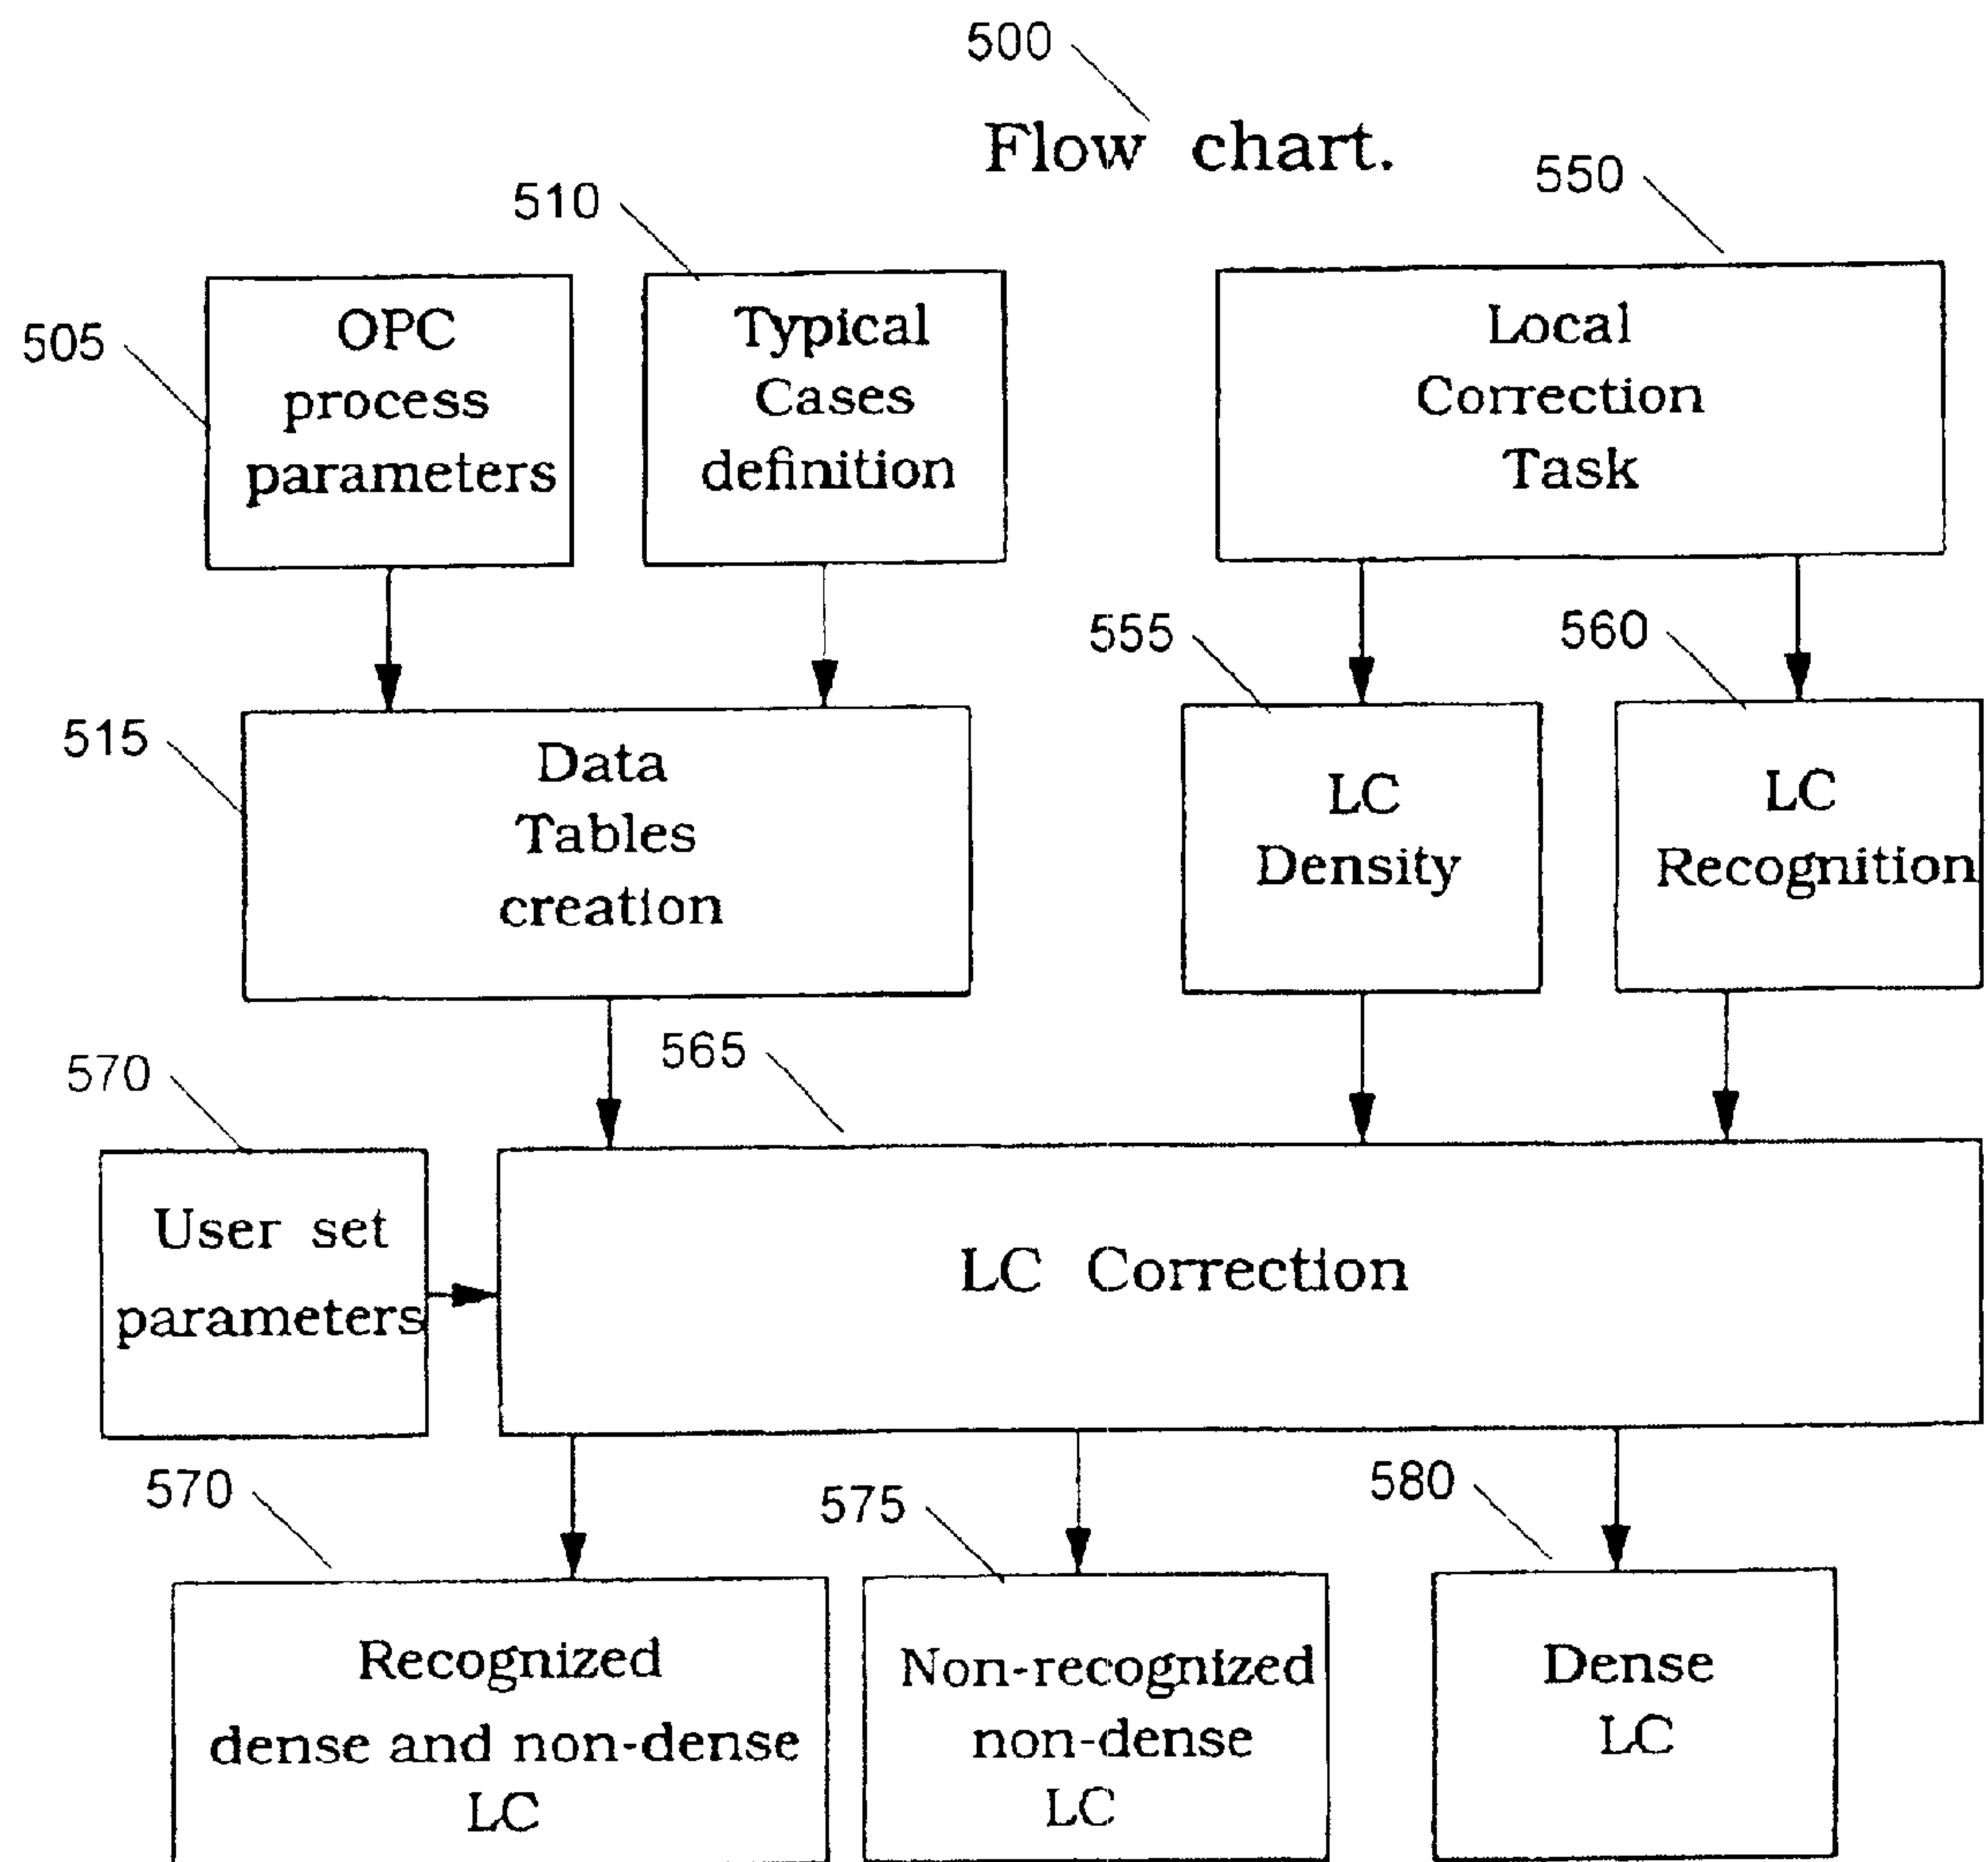 500
Flow chart.
510
550
505
OPC
process
parameters
Typical
Cases
definition
Local
Correction
Task
555
560
515
Data
Tables
creation
LC
Density
LC
Recognition
570
565
User set
parameters
LC Correction
570
575
580
Recognized
dense and non-dense
LC
Non-recognized
non-dense
LC
Dense
LC